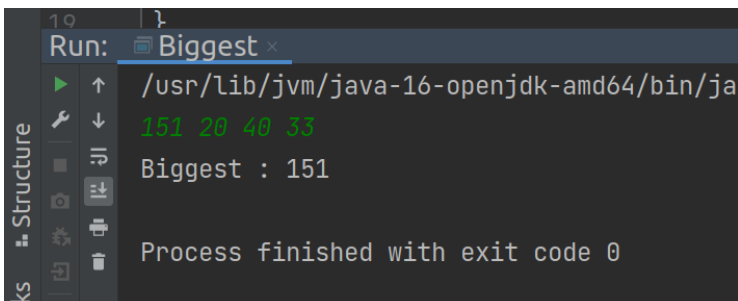 19 }
Run: Biggest ×
/usr/lib/jvm/java-16-openjdk-amd64/bin/ja
151 20 40 33
Biggest : 151
Process finished with exit code 0
Structure
ks